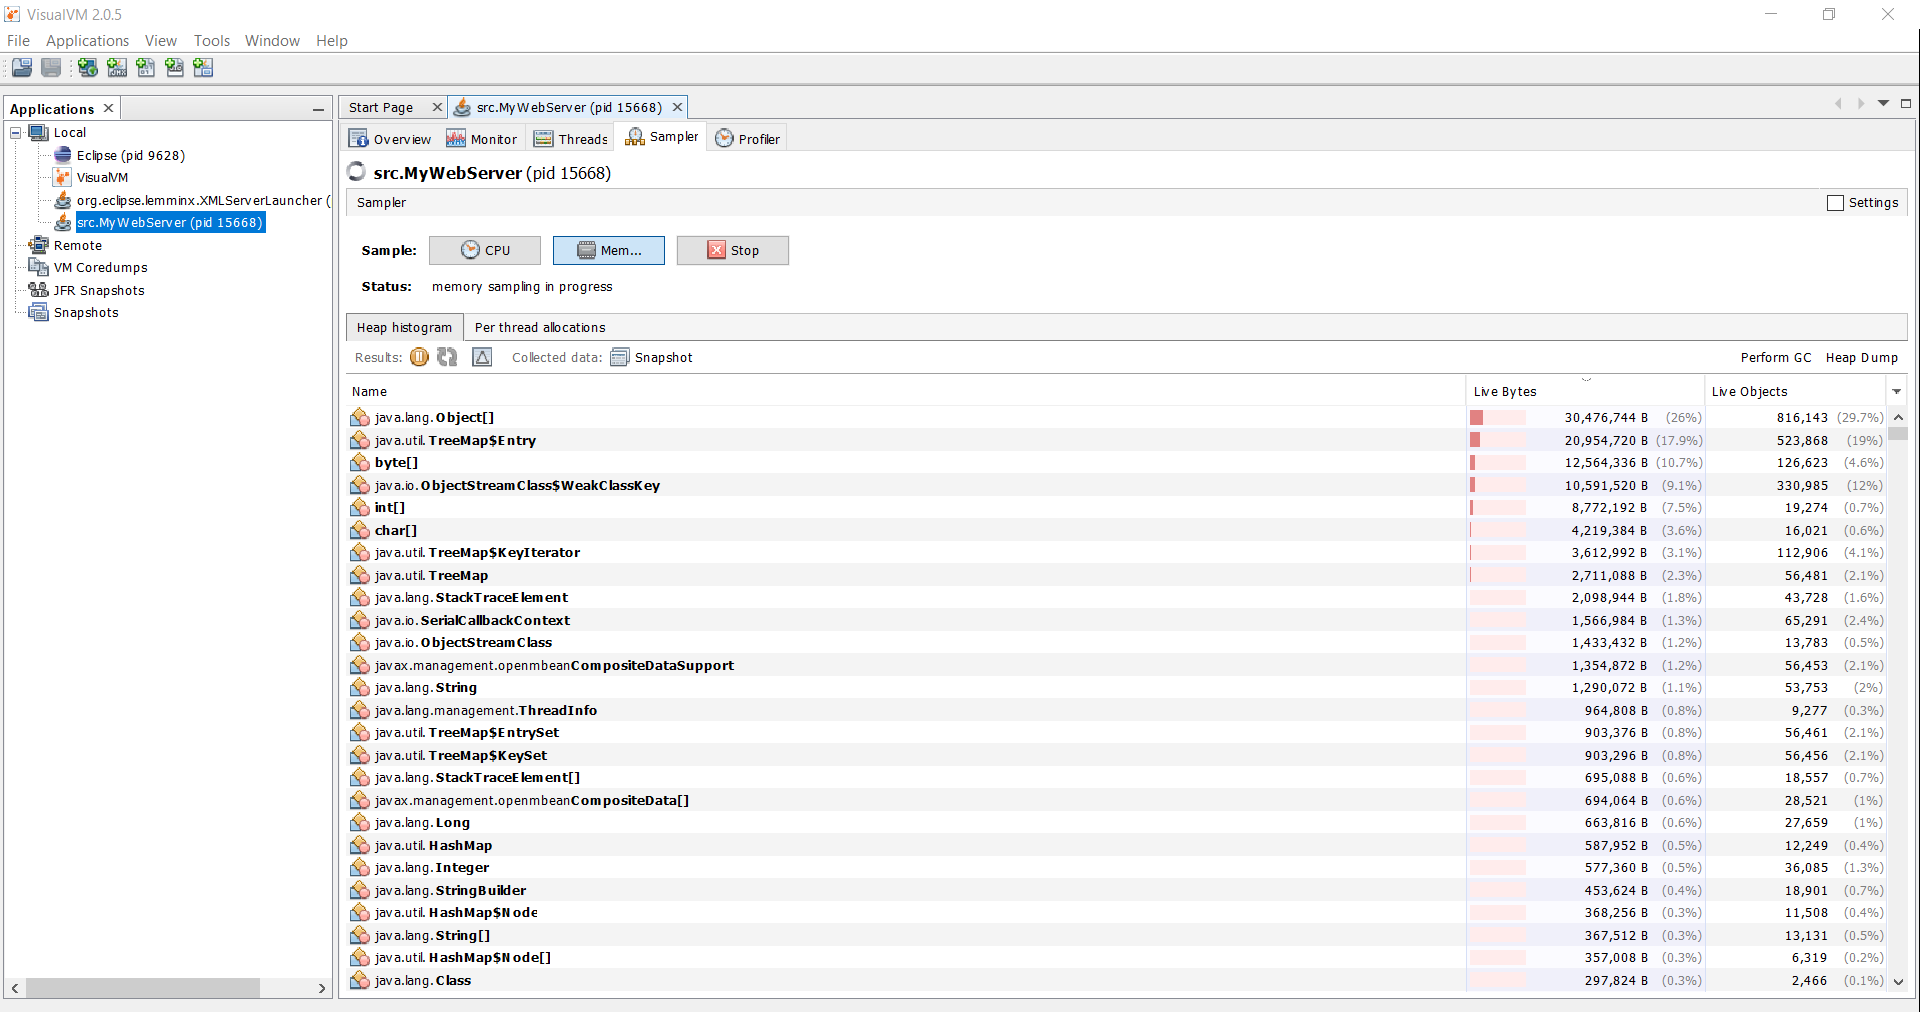 VisualVM 2.0.5
File Applications View Tools Window Help
Applications
Start Page src.MyWebServer (pid 15668)
Local
Eclipse (pid 9628)
VisualVM
org.eclipse.lemminx.XMLServerLauncher (
src.MyWebServer (pid 15668)
Remote
VM Coredumps
JFR Snapshots
Snapshots
Overview Monitor Threads Sampler Profiler
src.MyWebServer (pid 15668)
Sampler Settings
Sample: CPU Mem... Stop
Status: memory sampling in progress
Heap histogram Per thread allocations
Results: Collected data: Snapshot Perform GC Heap Dump
Name Live Bytes Live Objects
java.lang.Object[] 30,476,744 B (26%) 816,143 (29.7%)
java.util.TreeMap$Entry 20,954,720 B (17.9%) 523,868 (19%)
byte[] 12,564,336 B (10.7%) 126,623 (4.6%)
java.io.ObjectStreamClass$WeakClassKey 10,591,520 B (9.1%) 330,985 (12%)
int[] 8,772,192 B (7.5%) 19,274 (0.7%)
char[] 4,219,384 B (3.6%) 16,021 (0.6%)
java.util.TreeMap$KeyIterator 3,612,992 B (3.1%) 112,906 (4.1%)
java.util.TreeMap 2,711,088 B (2.3%) 56,481 (2.1%)
java.lang.StackTraceElement 2,098,944 B (1.8%) 43,728 (1.6%)
java.io.SerialCallbackContext 1,566,984 B (1.3%) 65,291 (2.4%)
java.io.ObjectStreamClass 1,433,432 B (1.2%) 13,783 (0.5%)
javax.management.openmbeanCompositeDataSupport 1,354,872 B (1.2%) 56,453 (2.1%)
java.lang.String 1,290,072 B (1.1%) 53,753 (2%)
java.lang.management.ThreadInfo 964,808 B (0.8%) 9,277 (0.3%)
java.util.TreeMap$EntrySet 903,376 B (0.8%) 56,461 (2.1%)
java.util.TreeMap$KeySet 903,296 B (0.8%) 56,456 (2.1%)
java.lang.StackTraceElement[] 695,088 B (0.6%) 18,557 (0.7%)
javax.management.openmbeanCompositeData[] 694,064 B (0.6%) 28,521 (1%)
java.lang.Long 663,816 B (0.6%) 27,659 (1%)
java.util.HashMap 587,952 B (0.5%) 12,249 (0.4%)
java.lang.Integer 577,360 B (0.5%) 36,085 (1.3%)
java.lang.StringBuilder 453,624 B (0.4%) 18,901 (0.7%)
java.util.HashMap$Node 368,256 B (0.3%) 11,508 (0.4%)
java.lang.String[] 367,512 B (0.3%) 13,131 (0.5%)
java.util.HashMap$Node[] 357,008 B (0.3%) 6,319 (0.2%)
java.lang.Class 297,824 B (0.3%) 2,466 (0.1%)